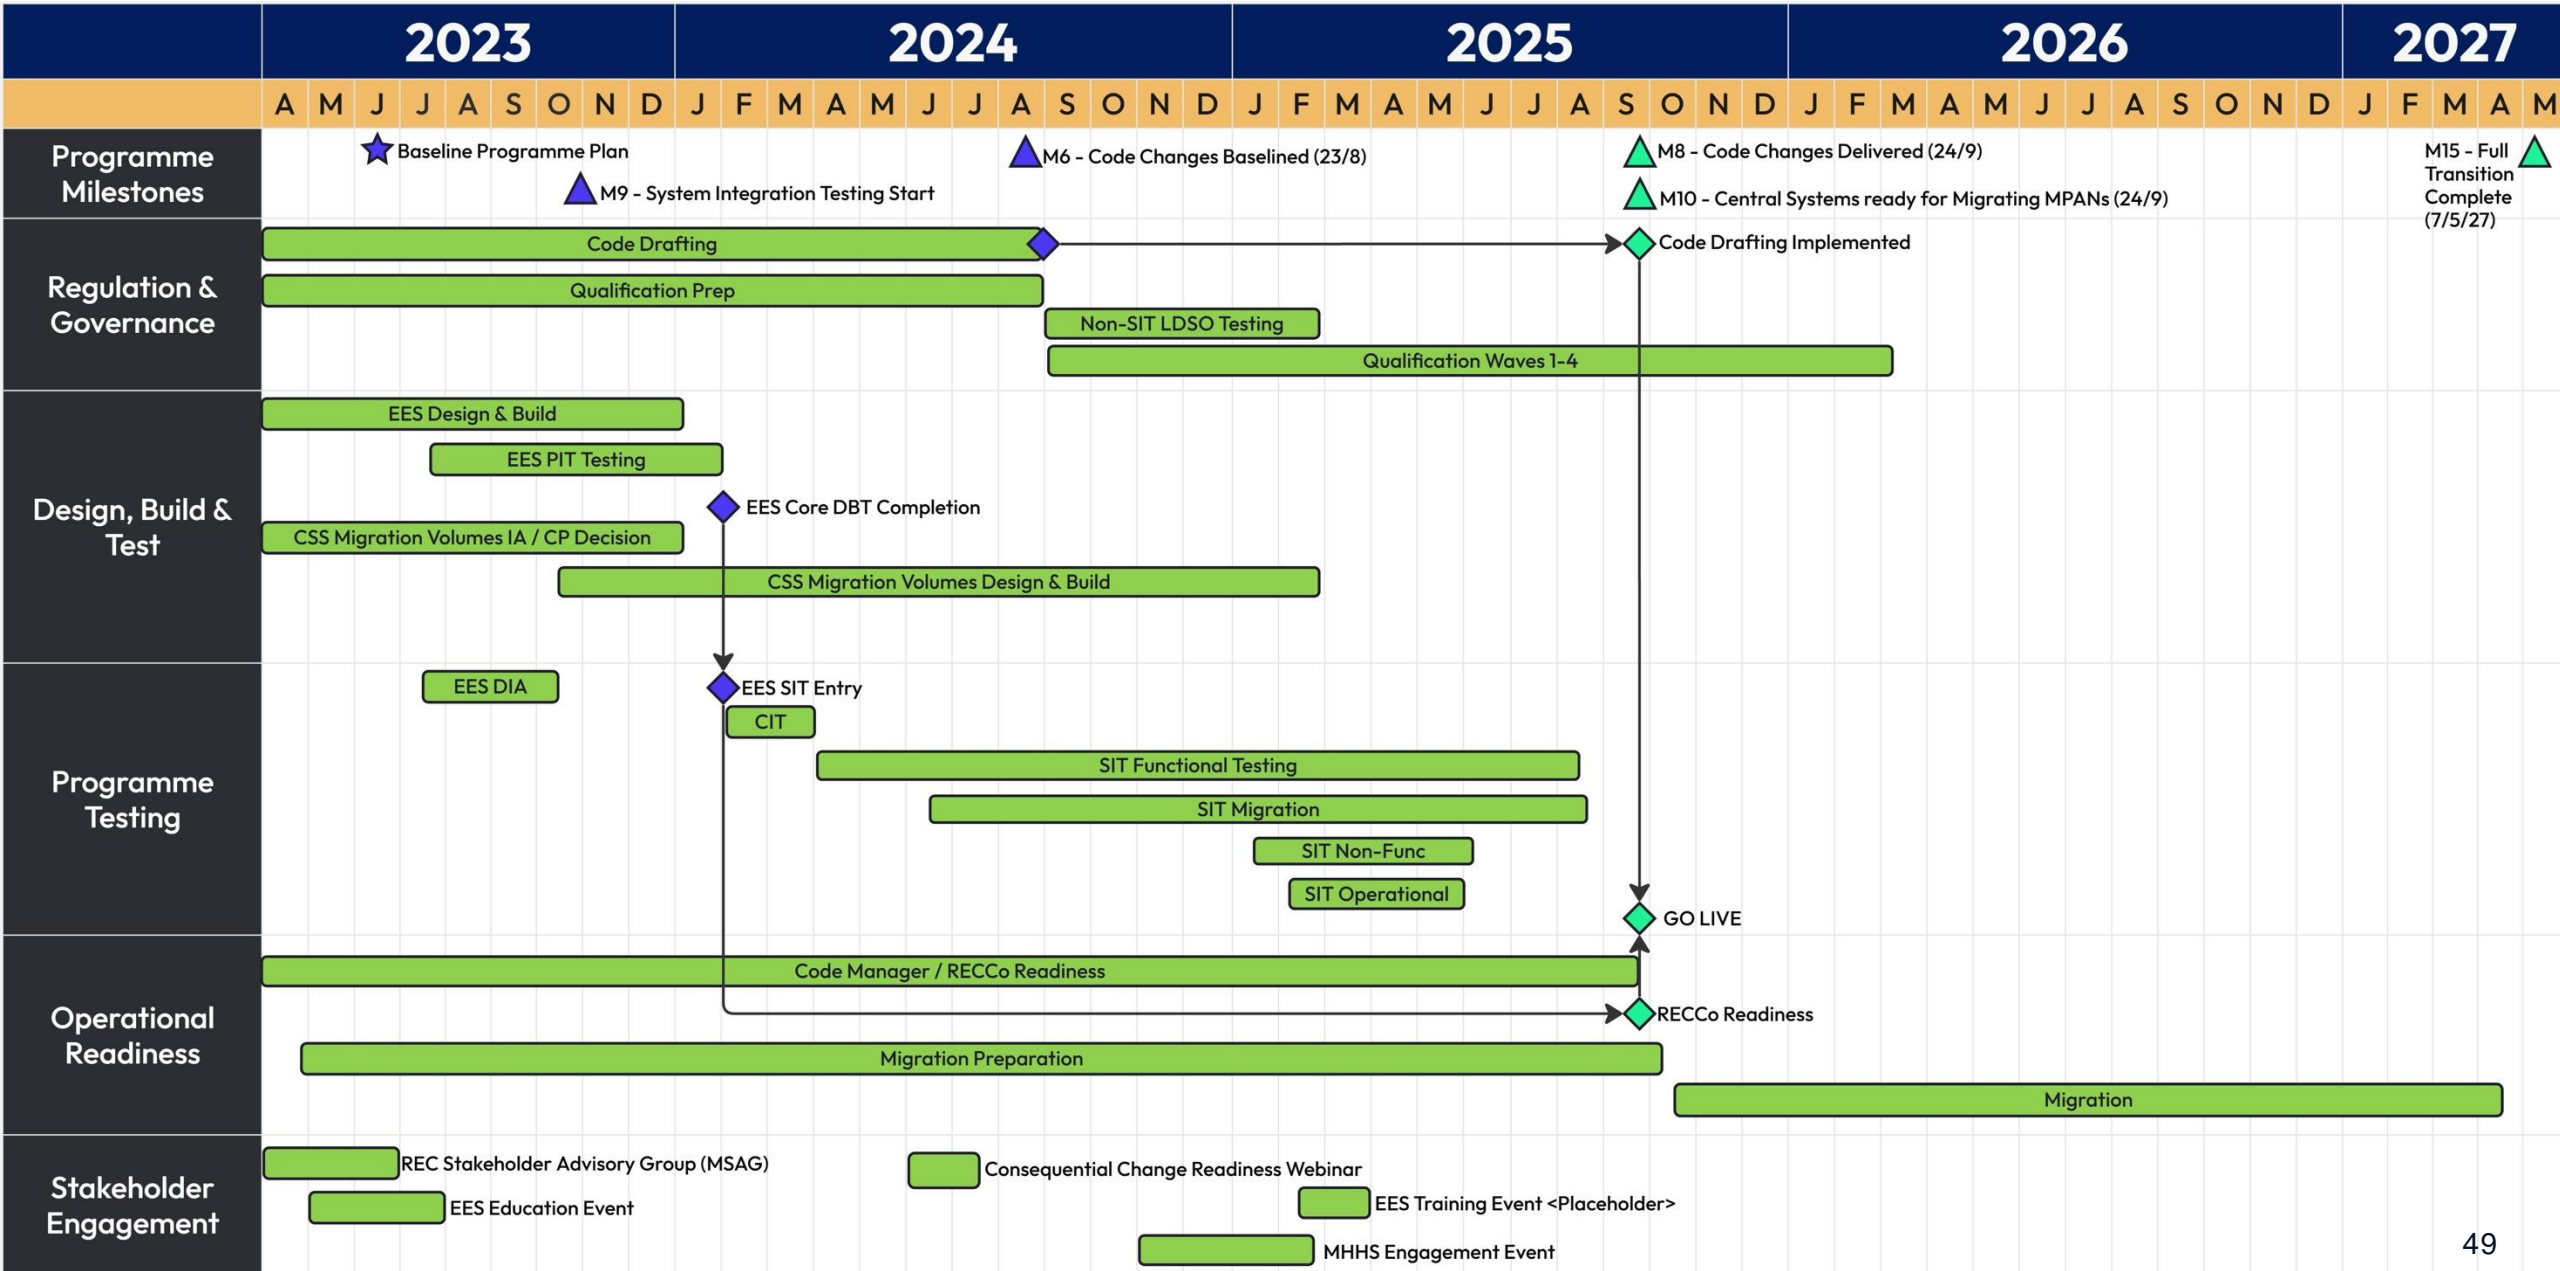 2023 2024 2025 2026 2027
A M J J A S O N D J F M A M J J A S O N D J F M A M J J A S O N D J F M A M J J A S O N D J F M A M
Programme
Milestones
Baseline Programme Plan
M9 - System Integration Testing Start
M6 - Code Changes Baselined (23/8)
M8 - Code Changes Delivered (24/9)
M10 - Central Systems ready for Migrating MPANs (24/9)
M15 - Full
Transition
Complete
(7/5/27)
Regulation &
Governance
Code Drafting
Code Drafting Implemented
Qualification Prep
Non-SIT LDSO Testing
Qualification Waves 1-4
Design, Build &
Test
EES Design & Build
EES PIT Testing
EES Core DBT Completion
CSS Migration Volumes IA / CP Decision
CSS Migration Volumes Design & Build
Programme
Testing
EES DIA
EES SIT Entry
CIT
SIT Functional Testing
SIT Migration
SIT Non-Func
SIT Operational
GO LIVE
Operational
Readiness
Code Manager / RECCo Readiness
RECCo Readiness
Migration Preparation
Migration
Stakeholder
Engagement
REC Stakeholder Advisory Group (MSAG)
EES Education Event
Consequential Change Readiness Webinar
EES Training Event <Placeholder>
MHHS Engagement Event
49